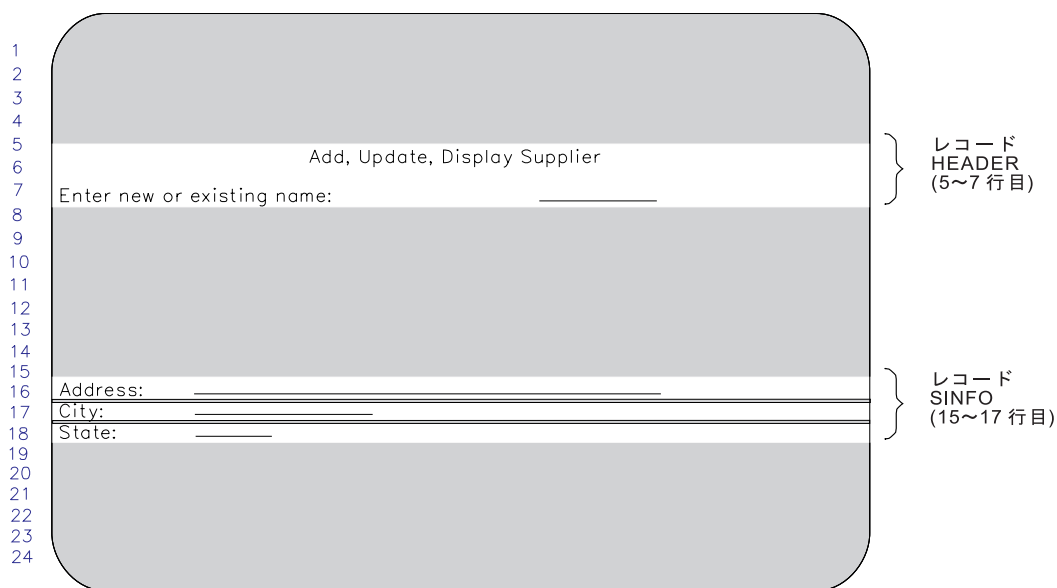 1
2
3
4
5
Add, Update, Display Supplier
6
7
Enter new or existing name:
8
9
10
11
12
13
14
15
16
Address:
17
City:
18
State:
19
20
21
22
23
24
レコード
HEADER
(5～7 行目)
レコード
SINFO
(15～17 行目)